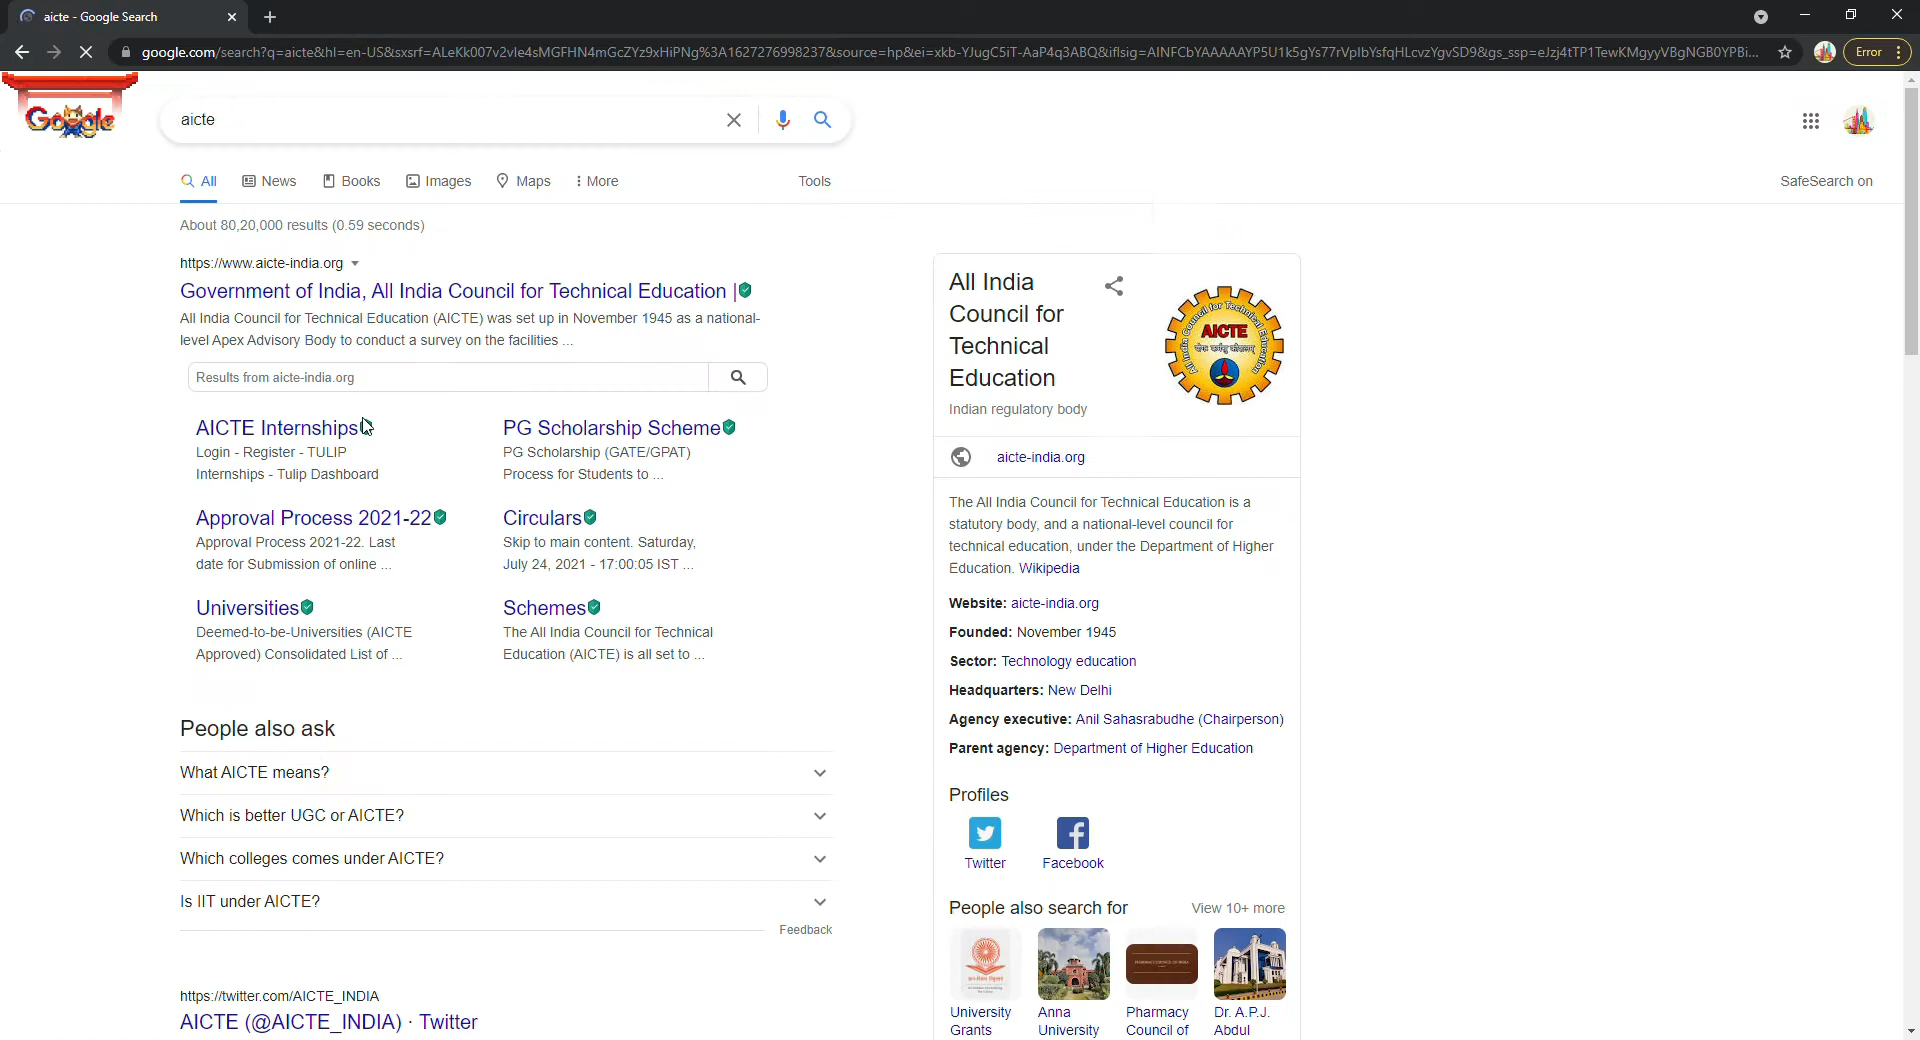 aicte - Google Search
google.com/search?q=aicte&hl=en-US&sxsrf=ALeKk007v2vle4sMGFHN4mGcZYz9xHiPNg%3A1627276998237&source=hp&ei=xkb-YJugC5iT-AaP4q3ABQ&iflsig=AINFCbYAAAAAYP5U1k5gYs77rVpIbYsfqHLcvzYgvSD9&gs_ssp=eJzj4tTP1TewKMgyyVBgNGB0YPBi...
Error
Google
aicte
All
News
Books
Images
Maps
More
Tools
SafeSearch on
About 80,20,000 results (0.59 seconds)
https://www.aicte-india.org
Government of India, All India Council for Technical Education |
All India Council for Technical Education (AICTE) was set up in November 1945 as a national-
level Apex Advisory Body to conduct a survey on the facilities ...
Results from aicte-india.org
AICTE Internships
Login - Register - TULIP
Internships - Tulip Dashboard
PG Scholarship Scheme
PG Scholarship (GATE/GPAT)
Process for Students to ...
Approval Process 2021-22
Approval Process 2021-22. Last
date for Submission of online ...
Circulars
Skip to main content. Saturday,
July 24, 2021 - 17:00:05 IST ...
Universities
Deemed-to-be-Universities (AICTE
Approved) Consolidated List of ...
Schemes
The All India Council for Technical
Education (AICTE) is all set to ...
People also ask
What AICTE means?
Which is better UGC or AICTE?
Which colleges comes under AICTE?
Is IIT under AICTE?
Feedback
https://twitter.com/AICTE_INDIA
AICTE (@AICTE_INDIA) · Twitter
All India
Council for
Technical
Education
Indian regulatory body
All India Council for Technical Education
AICTE
aicte-india.org
The All India Council for Technical Education is a
statutory body, and a national-level council for
technical education, under the Department of Higher
Education. Wikipedia
Website: aicte-india.org
Founded: November 1945
Sector: Technology education
Headquarters: New Delhi
Agency executive: Anil Sahasrabudhe (Chairperson)
Parent agency: Department of Higher Education
Profiles
Twitter
Facebook
People also search for
View 10+ more
PHARMACY COUNCIL OF INDIA
University
Grants
Anna
University
Pharmacy
Council of
Dr. A.P.J.
Abdul